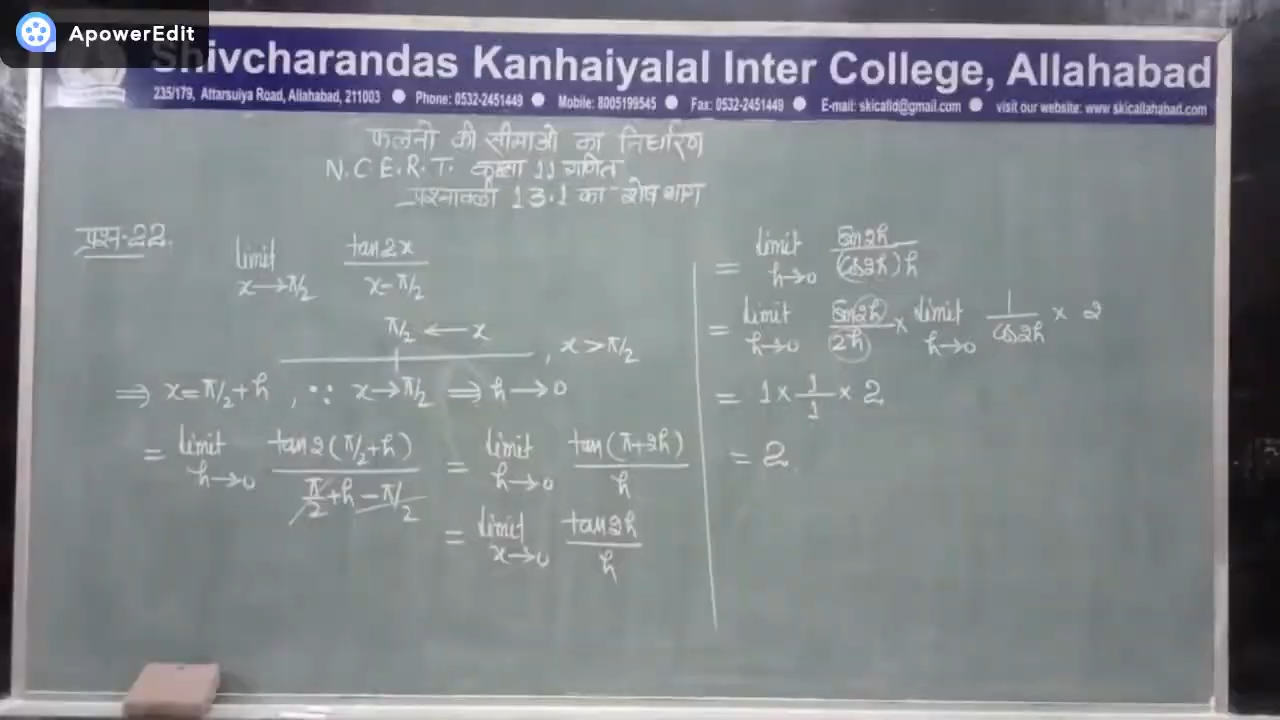 ApowerEdit
Shivcharandas Kanhaiyalal Inter College, Allahabad
235/179, Attarsuiya Road, Allahabad, 211003 ● Phone: 0532-2451449 ● Mobile: 8005199545 ● Fax: 0532-2451449 ● E-mail: skicalld@gmail.com ● visit our website: www.skicallahabad.com
फलनो की सीमाओ का निर्धारण
N.C.E.R.T. कक्षा 11 गणित
प्रश्नावली 13.1 का शेष भाग
प्रश्न-22.
limit x→π/2 tan2x / x-π/2
π/2 ← x
, x > π/2
⇒ x = π/2 + h , ∵ x→π/2 ⇒ h→0
= limit h→0 tan2(π/2+h) / π/2+h-π/2 = limit h→0 tan(π+2h) / h
= limit x→0 tan2h / h
= limit h→0 sin2h / (cos2h)h
= limit h→0 sin2h / 2h × limit h→0 1 / cos2h × 2
= 1 × 1/1 × 2
= 2